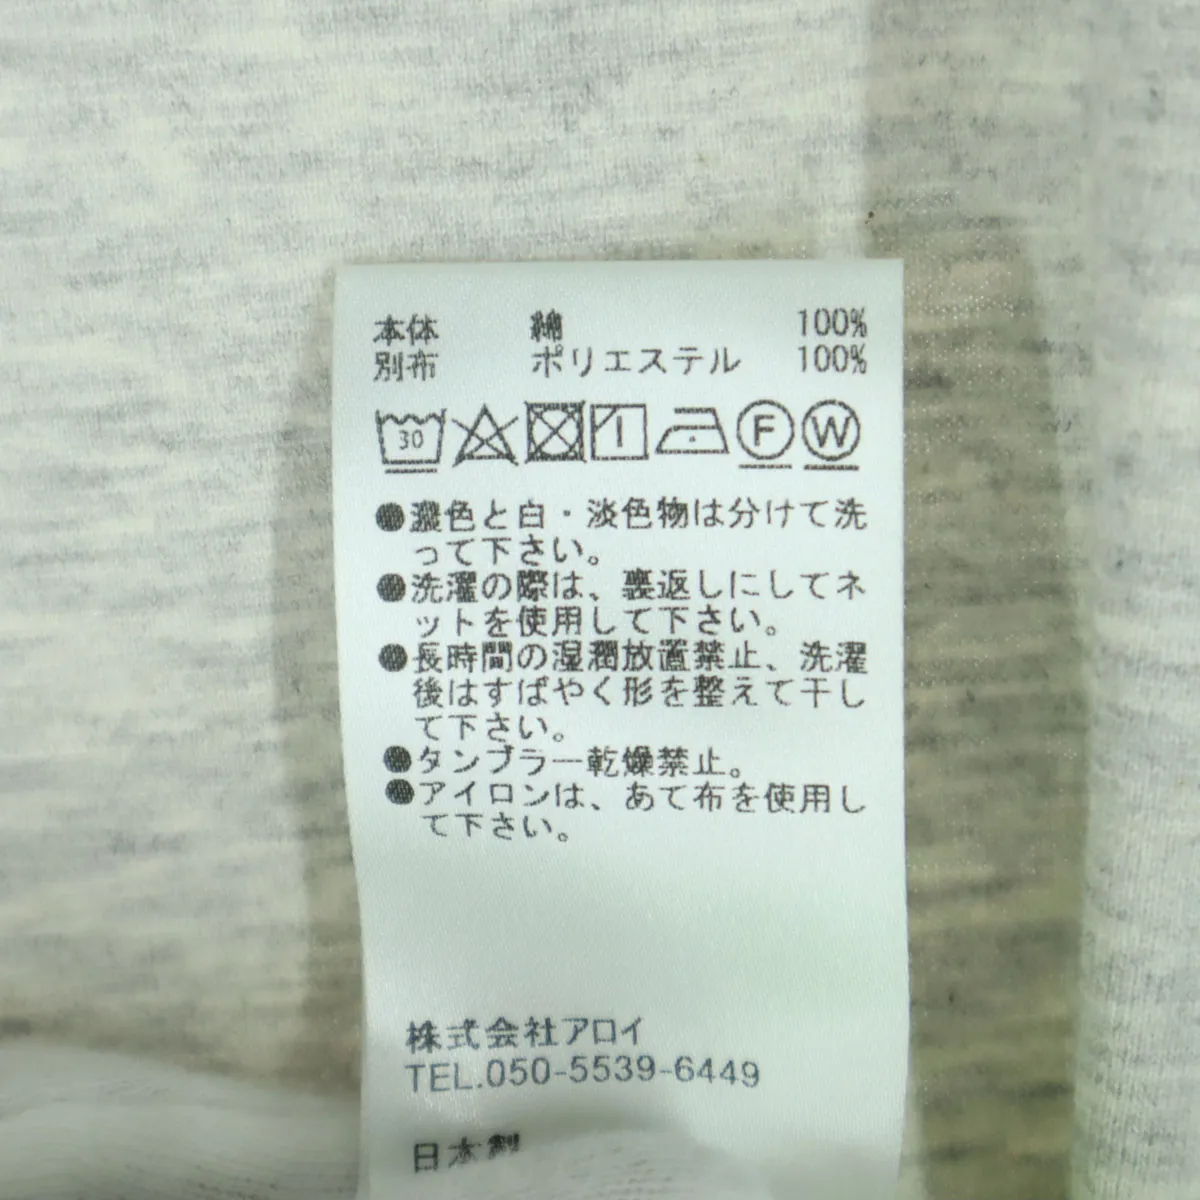 本体 綿 100%
別布 ポリエステル 100%
30 F W
●濃色と白・淡色物は分けて洗
って下さい。
●洗濯の際は、裏返しにしてネ
ットを使用して下さい。
●長時間の湿潤放置禁止、洗濯
後はすばやく形を整えて干し
て下さい。
●タンブラー乾燥禁止。
●アイロンは、あて布を使用し
て下さい。
株式会社アロイ
TEL.050-5539-6449
日本製